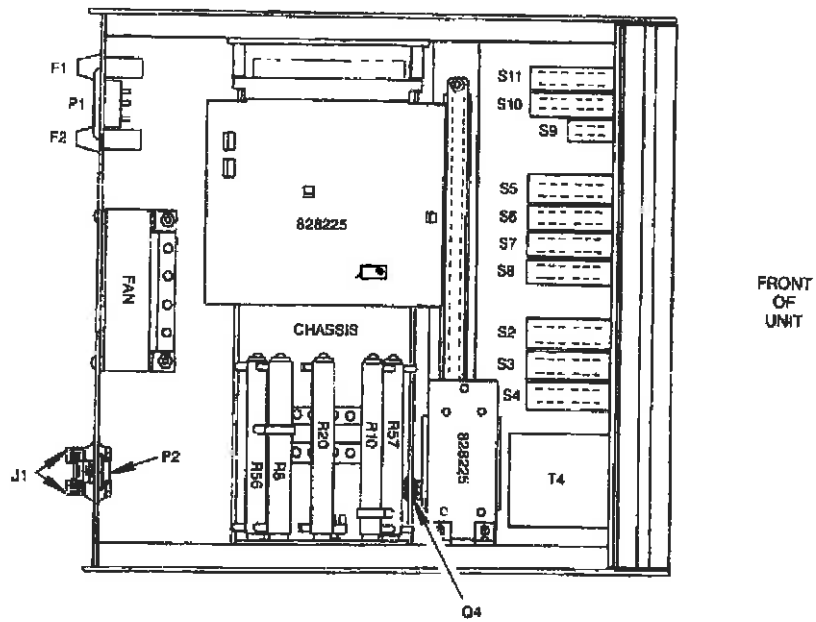 F1
P1
F2
S11
S10
S9
S5
S6
S7
S8
S2
S3
S4
828225
FAN
CHASSIS
FRONT
OF
UNIT
R56
R8
R20
R10
R57
828225
T4
J1
P2
Q4